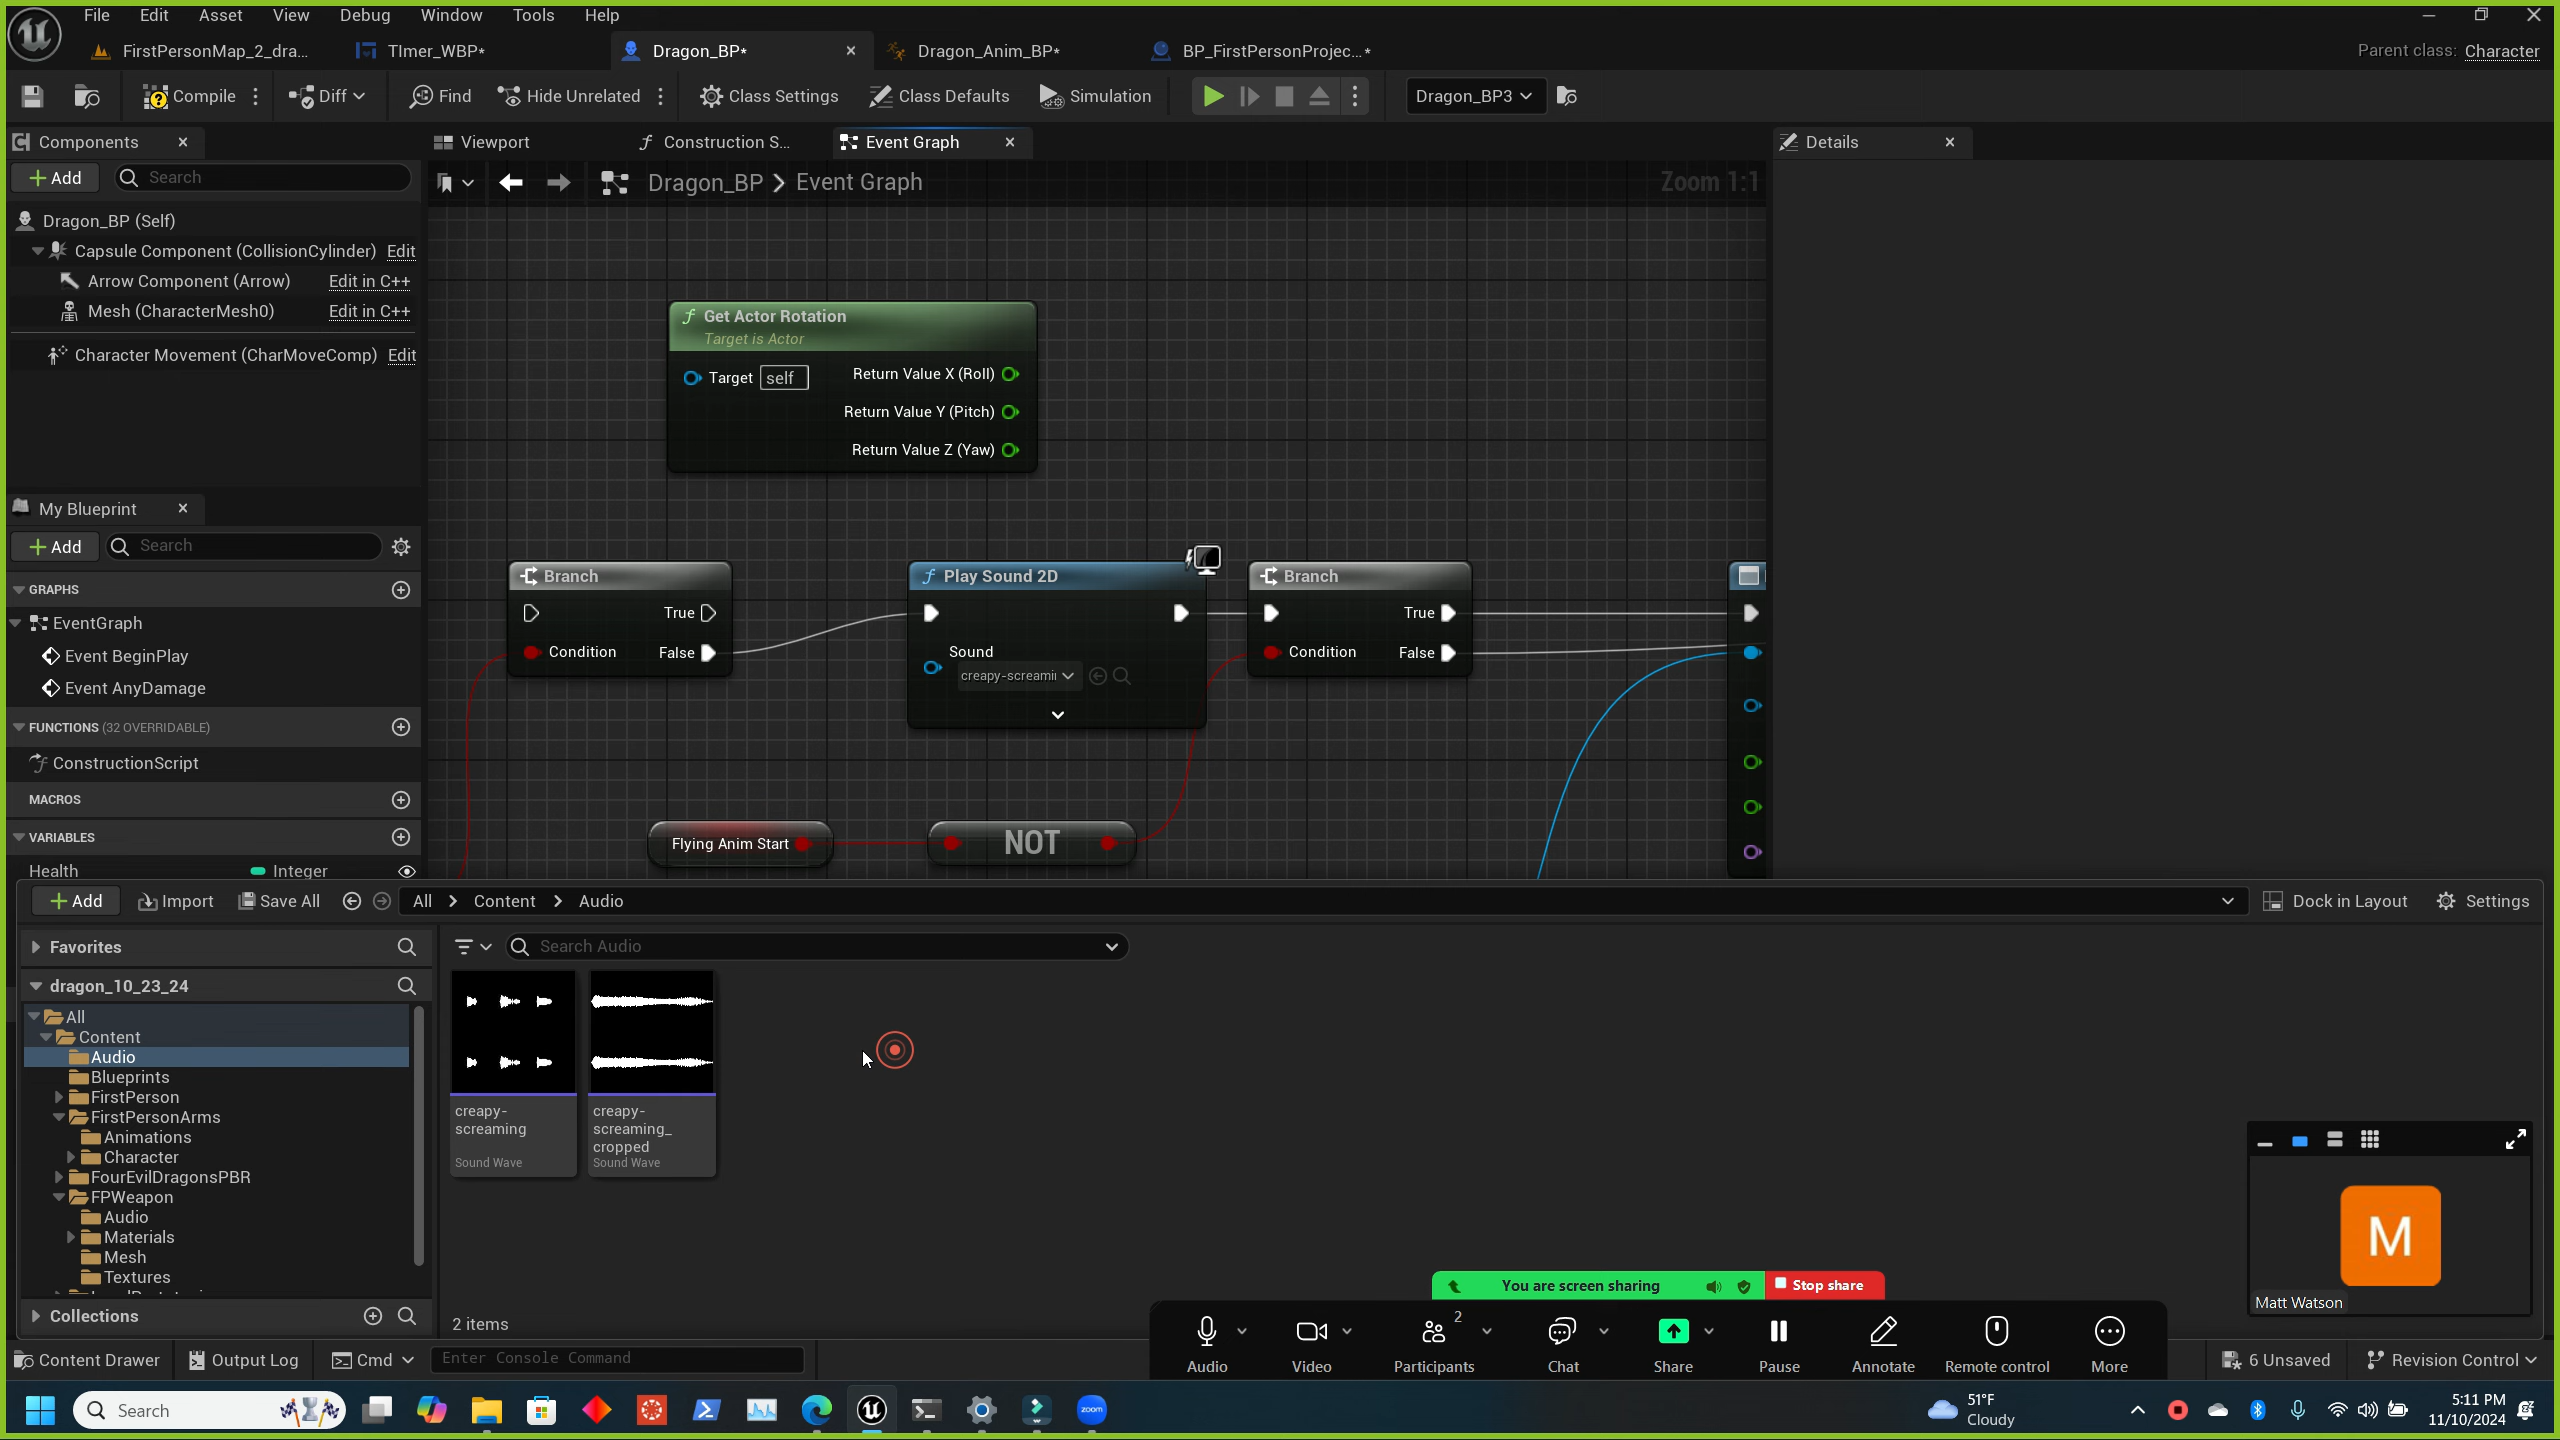 File Edit Asset View Debug Window Tools Help
FirstPersonMap_2_dra... TImer_WBP* Dragon_BP* Dragon_Anim_BP* BP_FirstPersonProjec...* Parent class: Character
Compile Diff Find Hide Unrelated Class Settings Class Defaults Simulation Dragon_BP3
Components Viewport Construction S... Event Graph Details
+ Add Search
Dragon_BP > Event Graph Zoom 1:1
Dragon_BP (Self)
Capsule Component (CollisionCylinder) Edit
Arrow Component (Arrow) Edit in C++
Mesh (CharacterMesh0) Edit in C++
Character Movement (CharMoveComp) Edit
Get Actor Rotation
Target is Actor
Target self Return Value X (Roll)
Return Value Y (Pitch)
Return Value Z (Yaw)
My Blueprint
+ Add Search
GRAPHS
EventGraph
Event BeginPlay
Event AnyDamage
FUNCTIONS (32 OVERRIDABLE)
ConstructionScript
MACROS
VARIABLES
Health Integer
Branch
True
Condition False
Play Sound 2D
Sound
creapy-screamii
Branch
True
Condition False
Flying Anim Start NOT
+ Add Import Save All All > Content > Audio Dock in Layout Settings
Favorites Search Audio
dragon_10_23_24
All
Content
Audio
Blueprints
FirstPerson
FirstPersonArms
Animations
Character
FourEvilDragonsPBR
FPWeapon
Audio
Materials
Mesh
Textures
Collections
creapy-
screaming
Sound Wave
creapy-
screaming_
cropped
Sound Wave
2 items
M
Matt Watson
You are screen sharing Stop share
2
Audio Video Participants Chat Share Pause Annotate Remote control More
Content Drawer Output Log Cmd Enter Console Command 6 Unsaved Revision Control
Search zoom 51°F
Cloudy
5:11 PM
11/10/2024